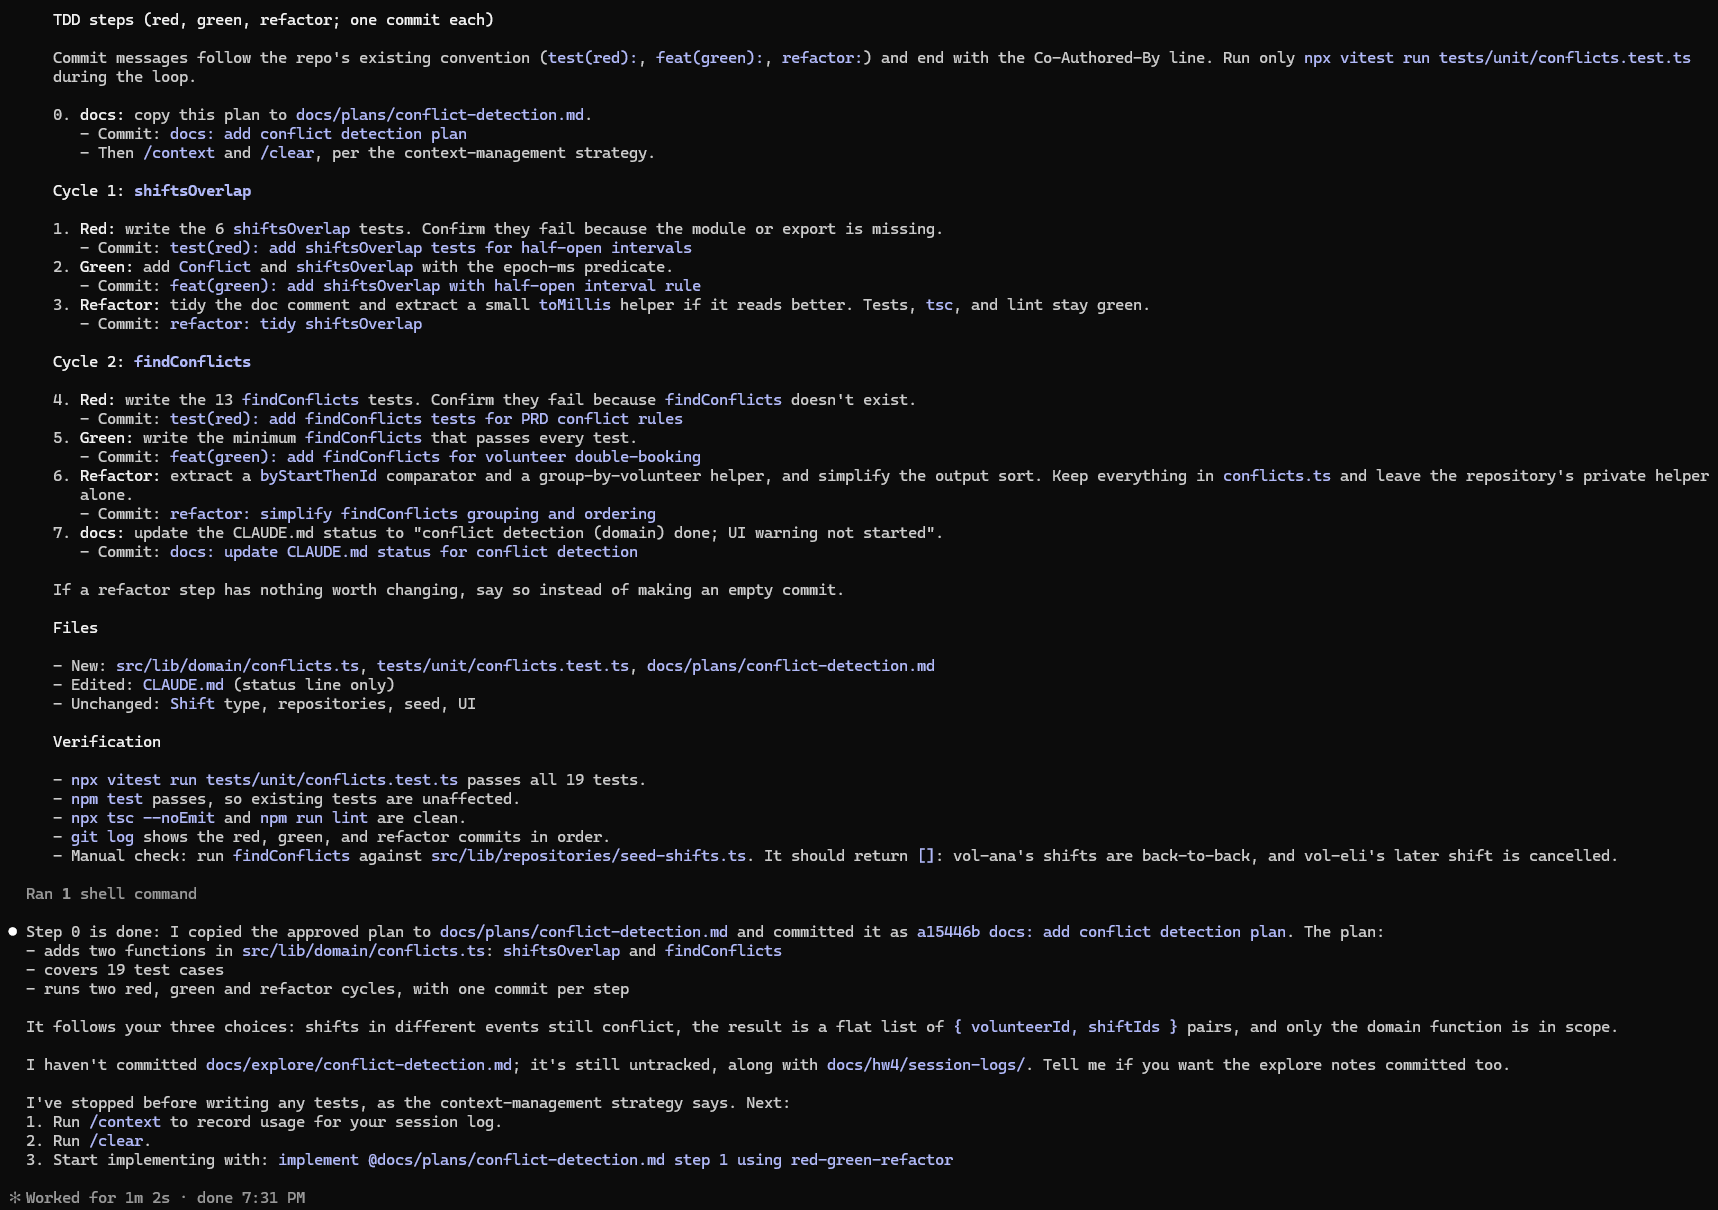 TDD steps (red, green, refactor; one commit each)
Commit messages follow the repo's existing convention (test(red):, feat(green):, refactor:) and end with the Co-Authored-By line. Run only npx vitest run tests/unit/conflicts.test.ts
during the loop.
0. docs: copy this plan to docs/plans/conflict-detection.md.
– Commit: docs: add conflict detection plan
– Then /context and /clear, per the context-management strategy.
Cycle 1: shiftsOverlap
1. Red: write the 6 shiftsOverlap tests. Confirm they fail because the module or export is missing.
– Commit: test(red): add shiftsOverlap tests for half-open intervals
2. Green: add Conflict and shiftsOverlap with the epoch-ms predicate.
– Commit: feat(green): add shiftsOverlap with half-open interval rule
3. Refactor: tidy the doc comment and extract a small toMillis helper if it reads better. Tests, tsc, and lint stay green.
– Commit: refactor: tidy shiftsOverlap
Cycle 2: findConflicts
4. Red: write the 13 findConflicts tests. Confirm they fail because findConflicts doesn't exist.
– Commit: test(red): add findConflicts tests for PRD conflict rules
5. Green: write the minimum findConflicts that passes every test.
– Commit: feat(green): add findConflicts for volunteer double-booking
6. Refactor: extract a byStartThenId comparator and a group-by-volunteer helper, and simplify the output sort. Keep everything in conflicts.ts and leave the repository's private helper
alone.
– Commit: refactor: simplify findConflicts grouping and ordering
7. docs: update the CLAUDE.md status to "conflict detection (domain) done; UI warning not started".
– Commit: docs: update CLAUDE.md status for conflict detection
If a refactor step has nothing worth changing, say so instead of making an empty commit.
Files
– New: src/lib/domain/conflicts.ts, tests/unit/conflicts.test.ts, docs/plans/conflict-detection.md
– Edited: CLAUDE.md (status line only)
– Unchanged: Shift type, repositories, seed, UI
Verification
– npx vitest run tests/unit/conflicts.test.ts passes all 19 tests.
– npm test passes, so existing tests are unaffected.
– npx tsc --noEmit and npm run lint are clean.
– git log shows the red, green, and refactor commits in order.
– Manual check: run findConflicts against src/lib/repositories/seed-shifts.ts. It should return []: vol-ana's shifts are back-to-back, and vol-eli's later shift is cancelled.
Ran 1 shell command
● Step 0 is done: I copied the approved plan to docs/plans/conflict-detection.md and committed it as a15446b docs: add conflict detection plan. The plan:
– adds two functions in src/lib/domain/conflicts.ts: shiftsOverlap and findConflicts
– covers 19 test cases
– runs two red, green and refactor cycles, with one commit per step
It follows your three choices: shifts in different events still conflict, the result is a flat list of { volunteerId, shiftIds } pairs, and only the domain function is in scope.
I haven't committed docs/explore/conflict-detection.md; it's still untracked, along with docs/hw4/session-logs/. Tell me if you want the explore notes committed too.
I've stopped before writing any tests, as the context-management strategy says. Next:
1. Run /context to record usage for your session log.
2. Run /clear.
3. Start implementing with: implement @docs/plans/conflict-detection.md step 1 using red-green-refactor
✻ Worked for 1m 2s · done 7:31 PM